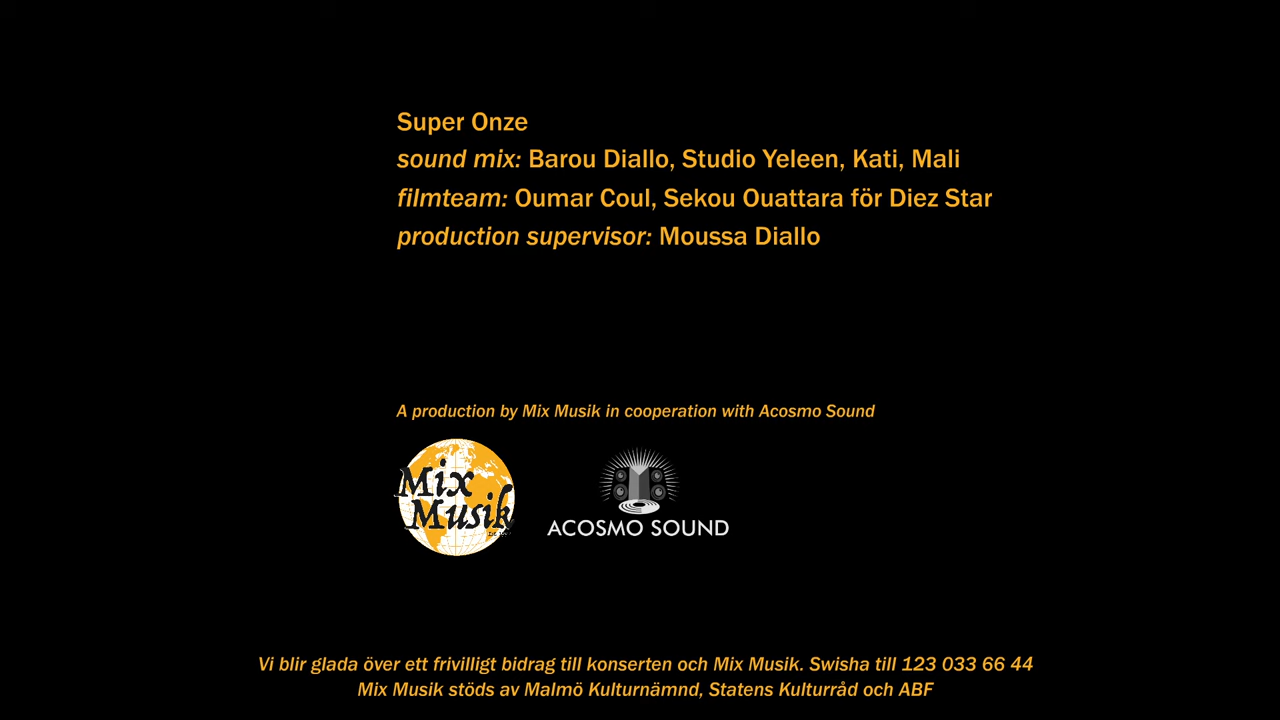 Super Onze
sound mix: Barou Diallo, Studio Yeleen, Kati, Mali
filmteam: Oumar Coul, Sekou Ouattara för Diez Star
production supervisor: Moussa Diallo
A production by Mix Musik in cooperation with Acosmo Sound
Mix
Musik
ACOSMO SOUND
Vi blir glada över ett frivilligt bidrag till konserten och Mix Musik. Swisha till 123 033 66 44
Mix Musik stöds av Malmö Kulturnämnd, Statens Kulturråd och ABF